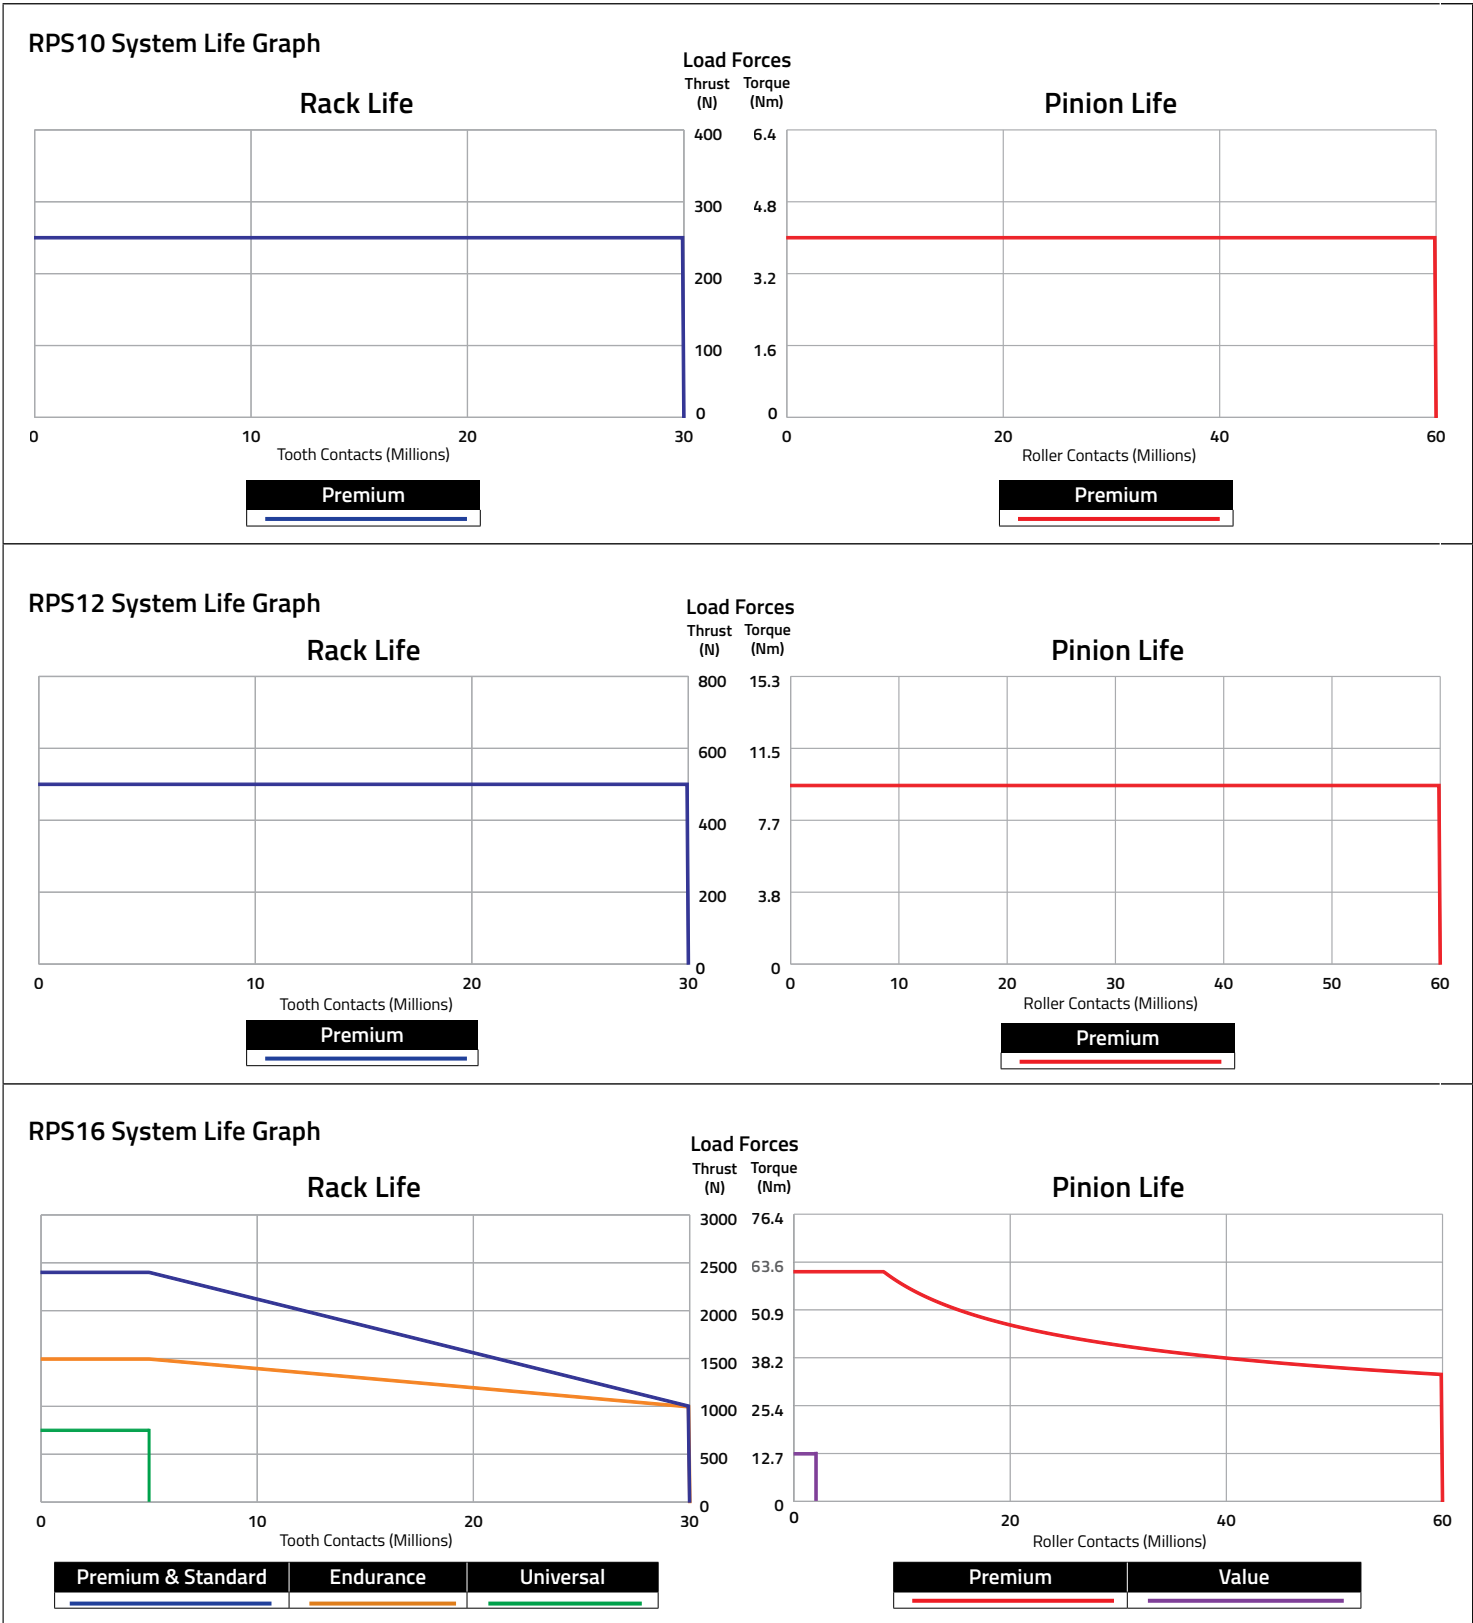 RPS10 System Life Graph
Load Forces
Thrust Torque
(N) (Nm)
Rack Life
Pinion Life
400 6.4
300 4.8
200 3.2
100 1.6
0 0
0 10 20 30
0 20 40 60
Tooth Contacts (Millions)
Roller Contacts (Millions)
Premium
Premium
RPS12 System Life Graph
Load Forces
Thrust Torque
(N) (Nm)
Rack Life
Pinion Life
800 15.3
600 11.5
400 7.7
200 3.8
0 0
0 10 20 30
0 10 20 30 40 50 60
Tooth Contacts (Millions)
Roller Contacts (Millions)
Premium
Premium
RPS16 System Life Graph
Load Forces
Thrust Torque
(N) (Nm)
Rack Life
Pinion Life
3000 76.4
2500 63.6
2000 50.9
1500 38.2
1000 25.4
500 12.7
0 0
0 10 20 30
0 20 40 60
Tooth Contacts (Millions)
Roller Contacts (Millions)
Premium & Standard Endurance Universal
Premium Value